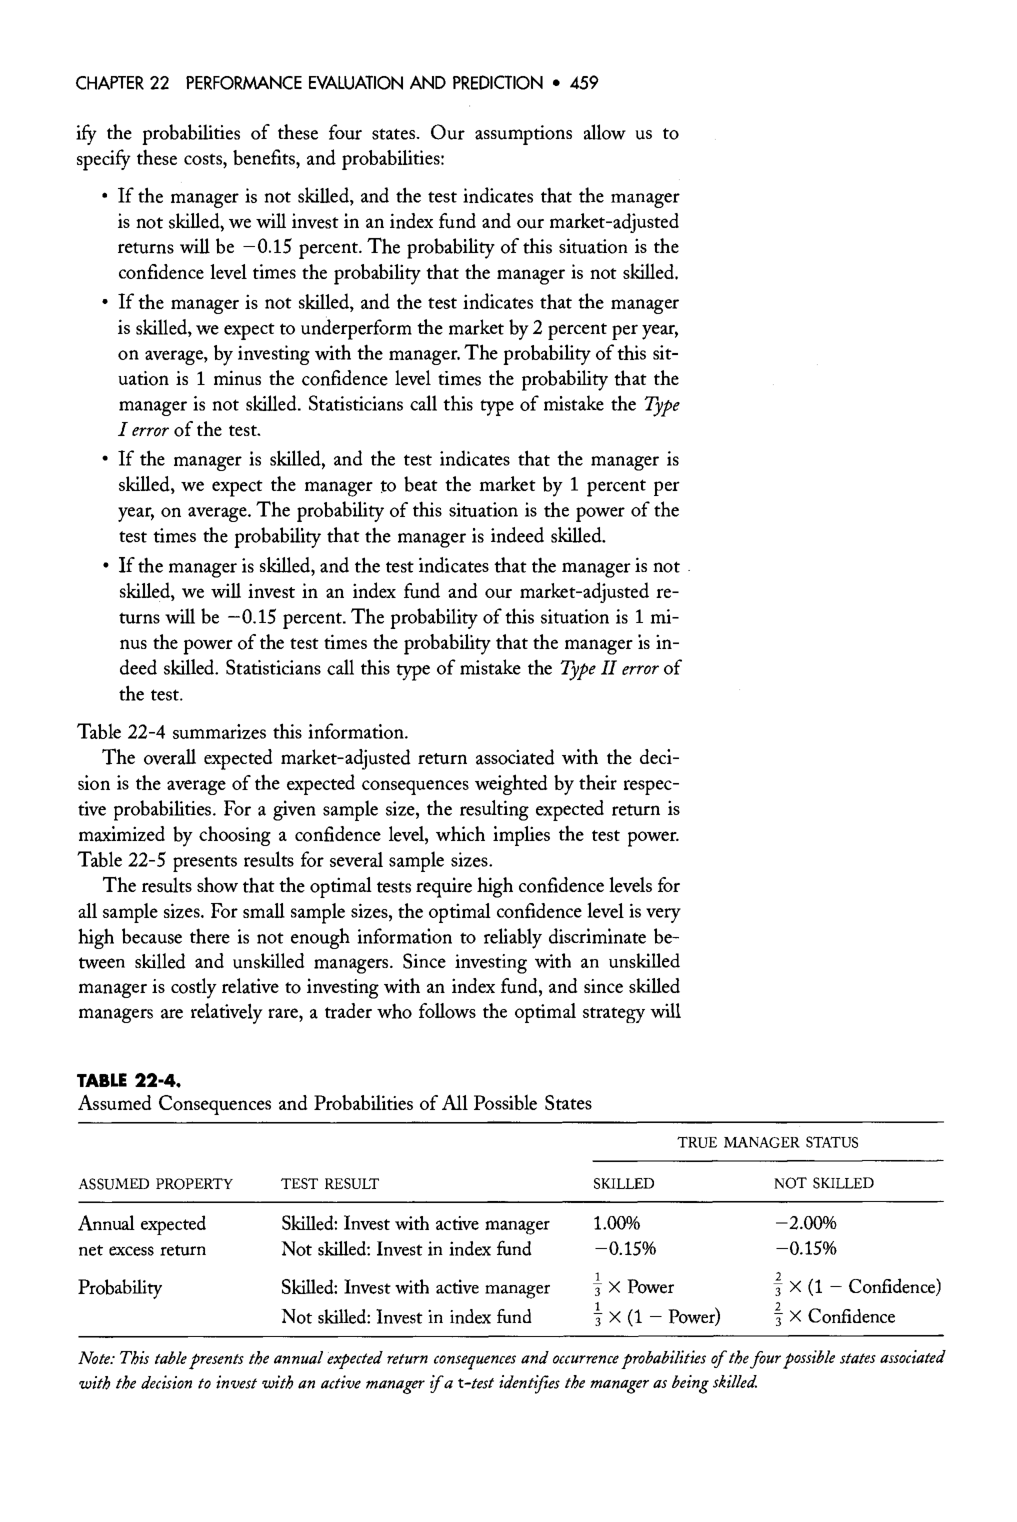 CHAPTER 22 PERFORMANCE EVALUATION AND PREDICTION • 459
ify the probabilities of these four states. Our assumptions allow us to
specify these costs, benefits, and probabilities:
• If the manager is not skilled, and the test indicates that the manager
is not skilled, we will invest in an index fund and our market-adjusted
returns will be −0.15 percent. The probability of this situation is the
confidence level times the probability that the manager is not skilled.
• If the manager is not skilled, and the test indicates that the manager
is skilled, we expect to underperform the market by 2 percent per year,
on average, by investing with the manager. The probability of this sit-
uation is 1 minus the confidence level times the probability that the
manager is not skilled. Statisticians call this type of mistake the Type
I error of the test.
• If the manager is skilled, and the test indicates that the manager is
skilled, we expect the manager to beat the market by 1 percent per
year, on average. The probability of this situation is the power of the
test times the probability that the manager is indeed skilled.
• If the manager is skilled, and the test indicates that the manager is not
skilled, we will invest in an index fund and our market-adjusted re-
turns will be −0.15 percent. The probability of this situation is 1 mi-
nus the power of the test times the probability that the manager is in-
deed skilled. Statisticians call this type of mistake the Type II error of
the test.
Table 22-4 summarizes this information.
The overall expected market-adjusted return associated with the deci-
sion is the average of the expected consequences weighted by their respec-
tive probabilities. For a given sample size, the resulting expected return is
maximized by choosing a confidence level, which implies the test power.
Table 22-5 presents results for several sample sizes.
The results show that the optimal tests require high confidence levels for
all sample sizes. For small sample sizes, the optimal confidence level is very
high because there is not enough information to reliably discriminate be-
tween skilled and unskilled managers. Since investing with an unskilled
manager is costly relative to investing with an index fund, and since skilled
managers are relatively rare, a trader who follows the optimal strategy will
TABLE 22-4.
Assumed Consequences and Probabilities of All Possible States
TRUE MANAGER STATUS
ASSUMED PROPERTY TEST RESULT SKILLED NOT SKILLED
Annual expected Skilled: Invest with active manager 1.00% −2.00%
net excess return Not skilled: Invest in index fund −0.15% −0.15%
Probability Skilled: Invest with active manager 1/3 × Power 2/3 × (1 − Confidence)
Not skilled: Invest in index fund 1/3 × (1 − Power) 2/3 × Confidence
Note: This table presents the annual expected return consequences and occurrence probabilities of the four possible states associated
with the decision to invest with an active manager if a t-test identifies the manager as being skilled.